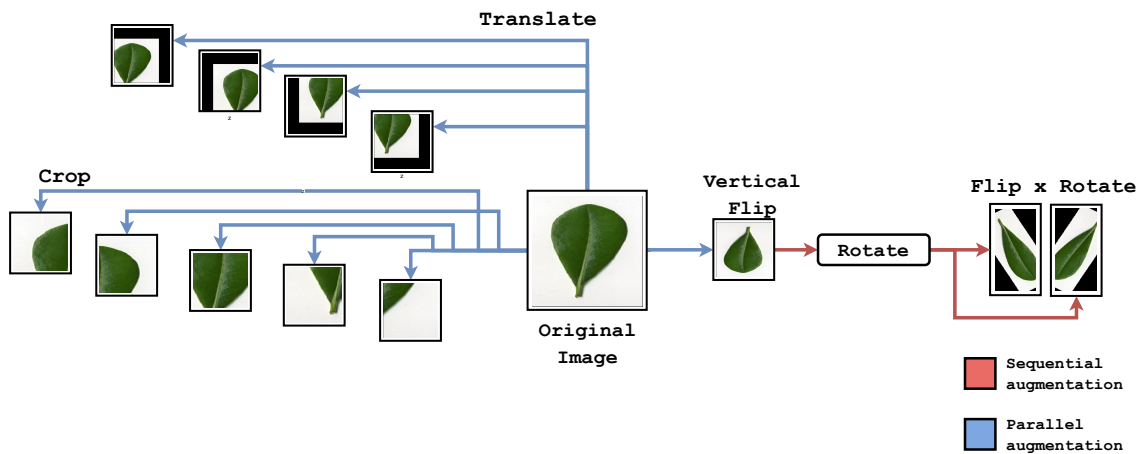 Translate
z
z
Crop
z
Vertical
Flip
Flip x Rotate
Rotate
Original
Image
Sequential
augmentation
Parallel
augmentation